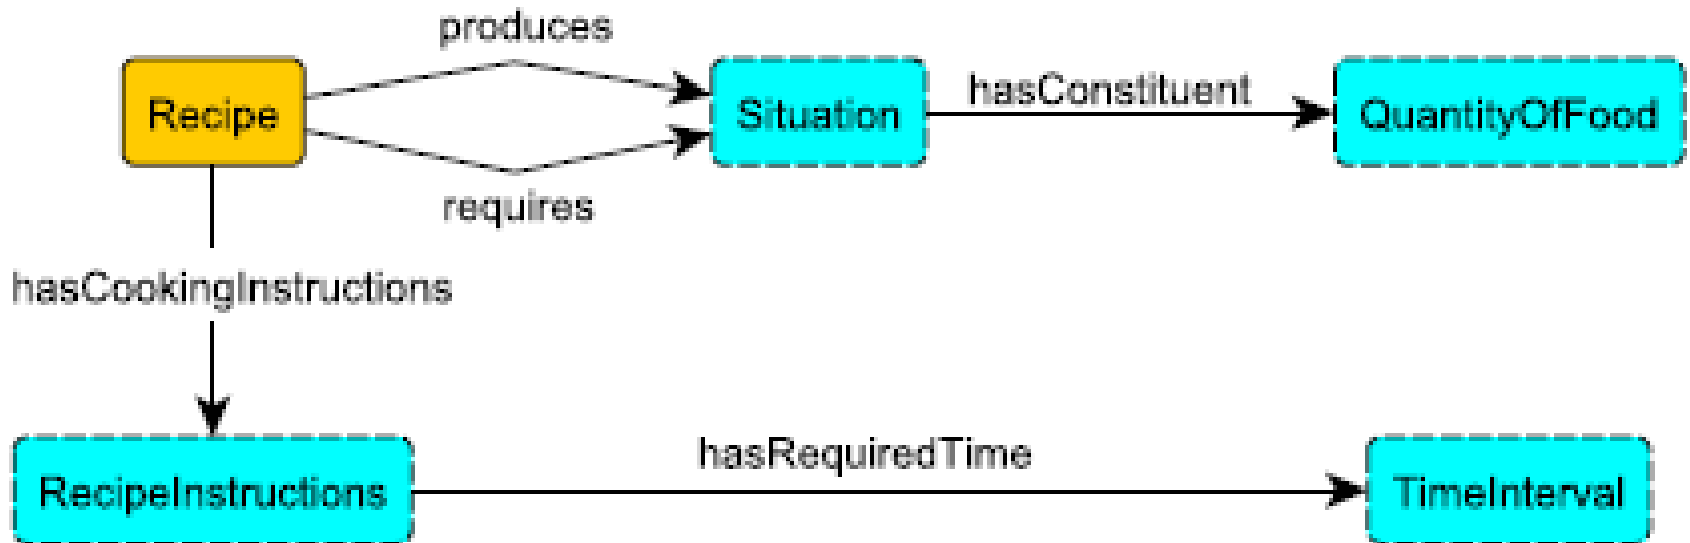 produces
Recipe
Situation
hasConstituent
QuantityOfFood
requires
hasCookingInstructions
RecipeInstructions
hasRequiredTime
TimeInterval